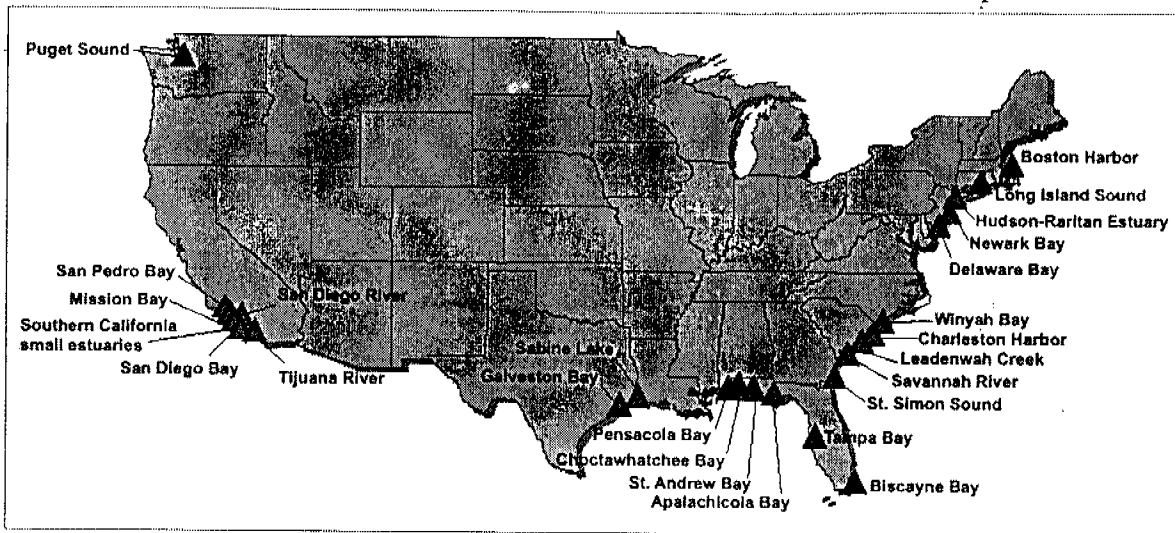 Puget Sound
Boston Harbor
Long Island Sound
Hudson-Raritan Estuary
Newark Bay
Delaware Bay
San Pedro Bay
San Diego River
Mission Bay
Southern California
small estuaries
San Diego Bay
Tijuana River
Winyah Bay
Charleston Harbor
Leadenwah Creek
Savannah River
St. Simon Sound
Sabine Lake
Galveston Bay
Pensacola Bay
Tampa Bay
Choctawhatchee Bay
St. Andrew Bay
Apalachicola Bay
Biscayne Bay